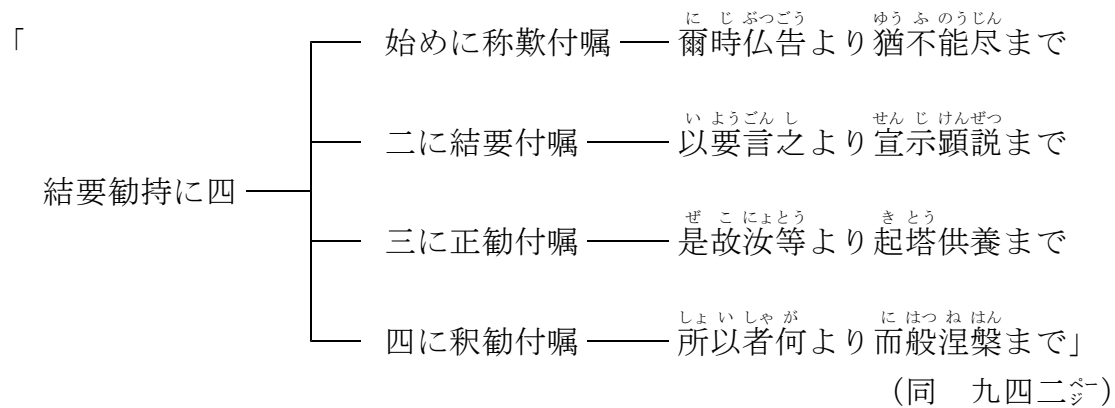 「
始めに称歎付嘱 ── 爾時仏告より猶不能尽まで
二に結要付嘱 ── 以要言之より宣示顕説まで
結要勧持に四
三に正勧付嘱 ── 是故汝等より起塔供養まで
四に釈勧付嘱 ── 所以者何より而般涅槃まで」
(同 九四二㌻)